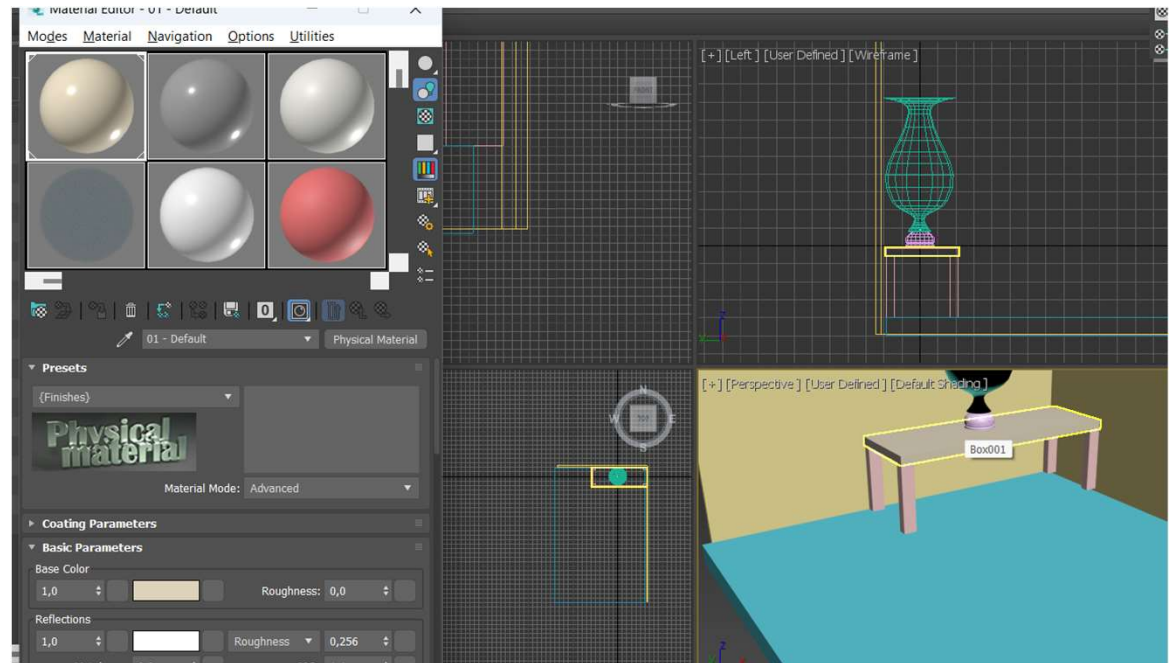 Material Editor - 01 - Default
Modes Material Navigation Options Utilities
01 - Default
Physical Material
Presets
{Finishes}
Physical
material
Material Mode: Advanced
Coating Parameters
Basic Parameters
Base Color
1,0
Roughness: 0,0
Reflections
1,0
Roughness
0,256
[+] [Left ] [User Defined ] [Wireframe ]
N
W
E
S
TOP
[+] [Perspective ] [User Defined ] [Default Shading ]
Box001
z
z
0